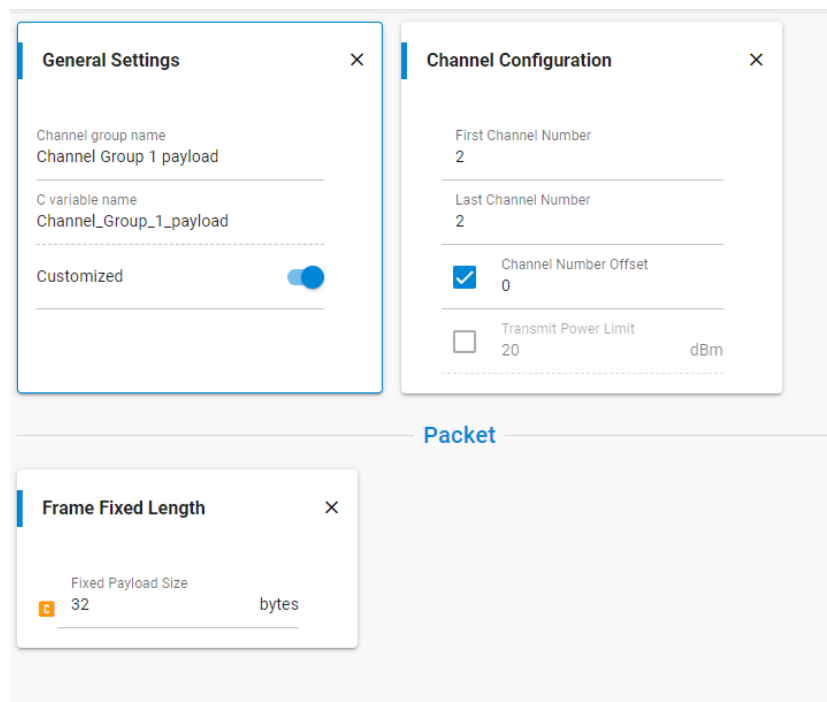 General Settings
Channel group name
Channel Group 1 payload
C variable name
Channel_Group_1_payload
Customized
Channel Configuration
First Channel Number
2
Last Channel Number
2
Channel Number Offset
0
Transmit Power Limit
20 dBm
Packet
Frame Fixed Length
Fixed Payload Size
C 32 bytes